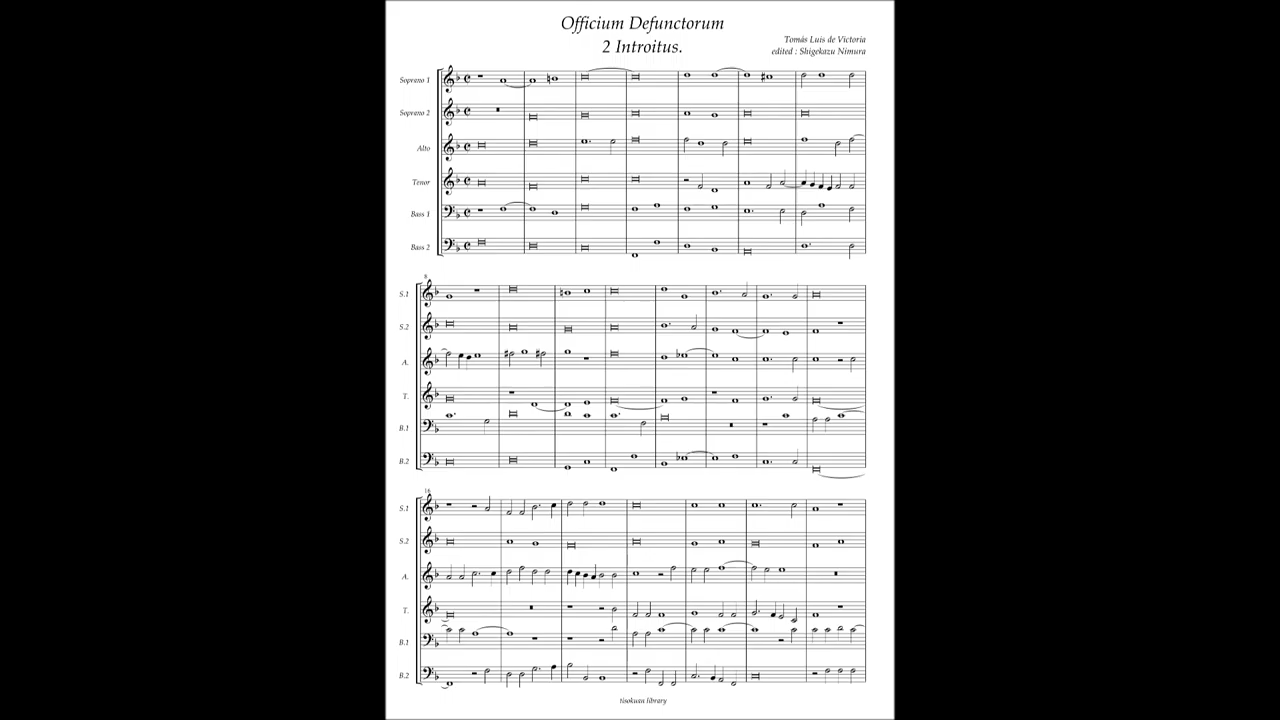 Officium Defunctorum
2 Introitus.
Tomás Luis de Victoria
edited : Shigekazu Nimura
Soprano 1
Soprano 2
Alto
Tenor
Bass 1
Bass 2
8
S.1
S.2
A.
T.
B.1
B.2
16
S.1
S.2
A.
T.
B.1
B.2
tisokuan library